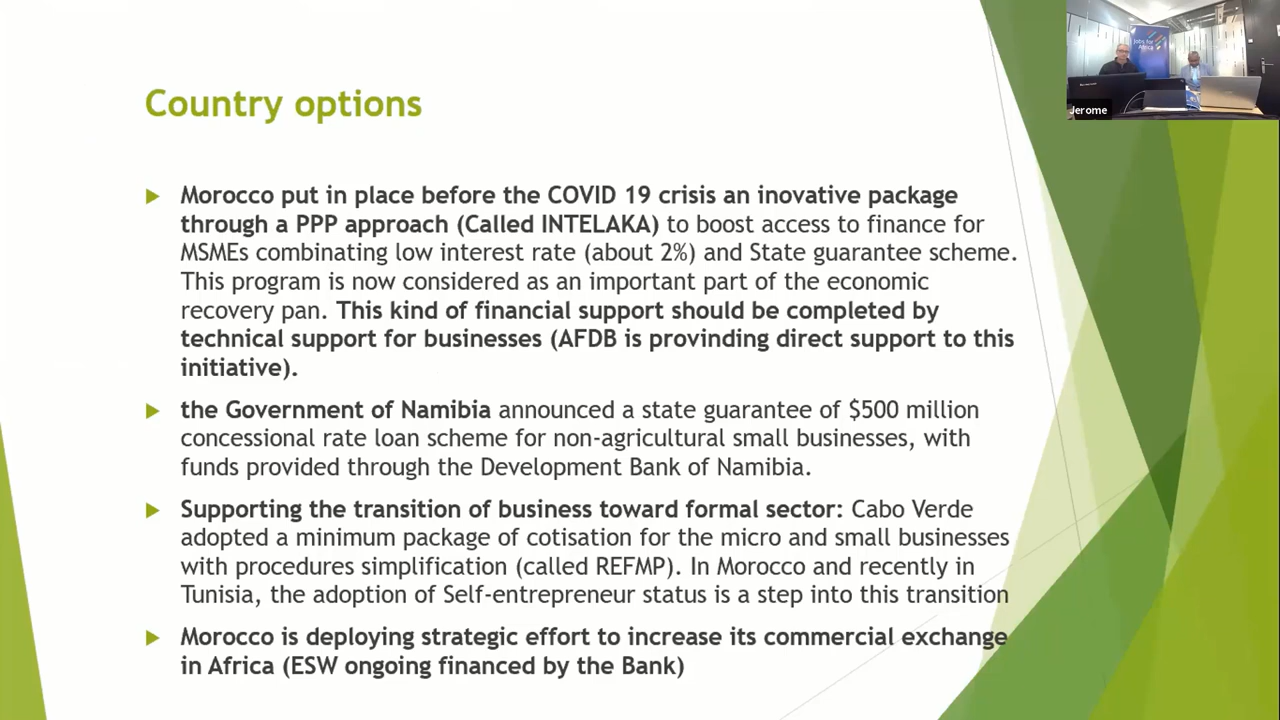 Country options
Morocco put in place before the COVID 19 crisis an inovative package
through a PPP approach (Called INTELAKA) to boost access to finance for
MSMEs combinating low interest rate (about 2%) and State guarantee scheme.
This program is now considered as an important part of the economic
recovery pan. This kind of financial support should be completed by
technical support for businesses (AFDB is provinding direct support to this
initiative).
the Government of Namibia announced a state guarantee of $500 million
concessional rate loan scheme for non-agricultural small businesses, with
funds provided through the Development Bank of Namibia.
Supporting the transition of business toward formal sector: Cabo Verde
adopted a minimum package of cotisation for the micro and small businesses
with procedures simplification (called REFMP). In Morocco and recently in
Tunisia, the adoption of Self-entrepreneur status is a step into this transition
Morocco is deploying strategic effort to increase its commercial exchange
in Africa (ESW ongoing financed by the Bank)
Jobs for
Africa
Jerome